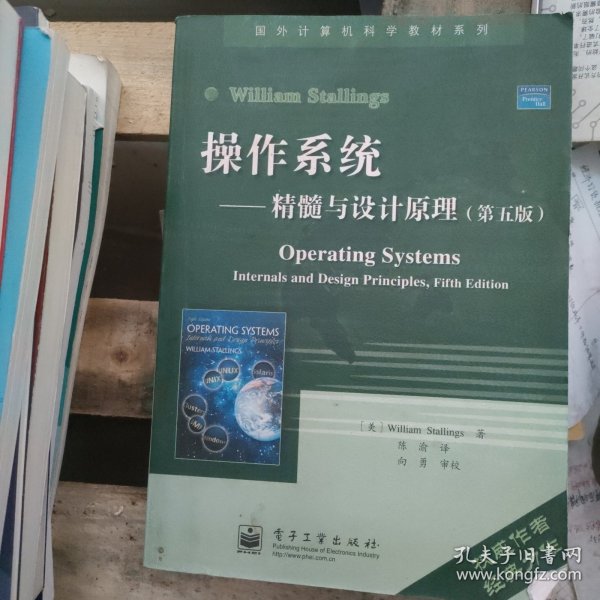 国外计算机科学教材系列
William Stallings
PEARSON
Prentice
Hall
操作系统
——精髓与设计原理（第五版）
Operating Systems
Internals and Design Principles, Fifth Edition
OPERATING SYSTEMS
Internals and Design Principles
WILLIAM STALLINGS
[美] William Stallings 著
陈 渝 译
向 勇 审校
电子工业出版社
Publishing House of Electronics Industry
http://www.phei.com.cn
孔夫子旧书网